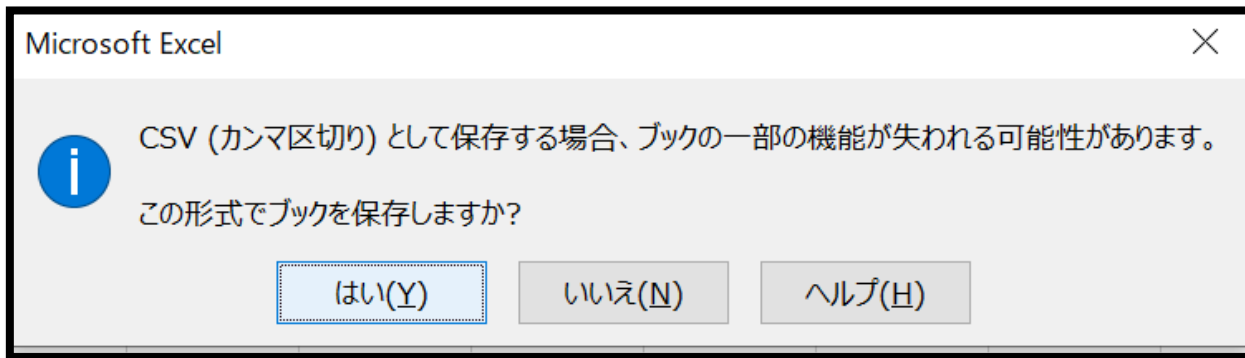 Microsoft Excel
CSV (カンマ区切り) として保存する場合、ブックの一部の機能が失われる可能性があります。
この形式でブックを保存しますか?
はい(Y) いいえ(N) ヘルプ(H)